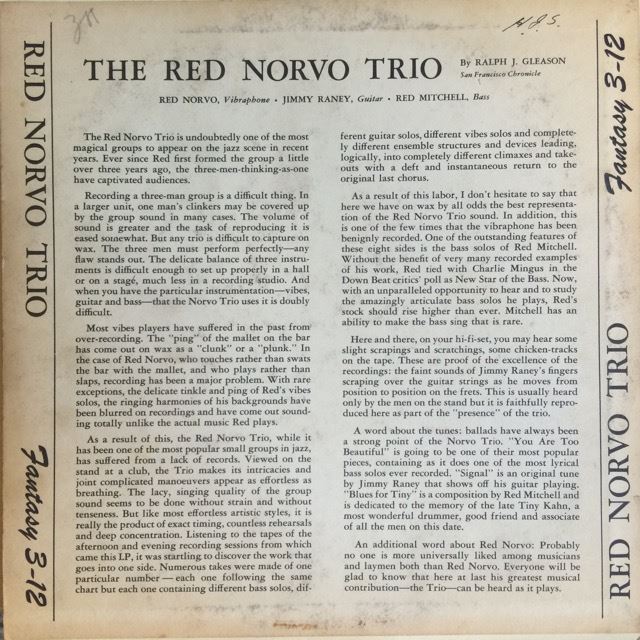 H.J.S.
THE RED NORVO TRIO
By RALPH J. GLEASON
San Francisco Chronicle
RED NORVO, Vibraphone • JIMMY RANEY, Guitar • RED MITCHELL, Bass
RED NORVO TRIO
Fantasy 3-12
The Red Norvo Trio is undoubtedly one of the most
magical groups to appear on the jazz scene in recent
years. Ever since Red first formed the group a little
over three years ago, the three-men-thinking-as-one
have captivated audiences.
Recording a three-man group is a difficult thing. In
a larger unit, one man's clinkers may be covered up
by the group sound in many cases. The volume of
sound is greater and the task of reproducing it is
eased somewhat. But any trio is difficult to capture on
wax. The three men must perform perfectly—any
flaw stands out. The delicate balance of three instru-
ments is difficult enough to set up properly in a hall
or on a stage, much less in a recording studio. And
when you have the particular instrumentation—vibes,
guitar and bass—that the Norvo Trio uses it is doubly
difficult.
Most vibes players have suffered in the past from
over-recording. The "ping" of the mallet on the bar
has come out on wax as a "clunk" or a "plunk." In
the case of Red Norvo, who touches rather than swats
the bar with the mallet, and who plays rather than
slaps, recording has been a major problem. With rare
exceptions, the delicate tinkle and ping of Red's vibes
solos, the ringing harmonies of his backgrounds have
been blurred on recordings and have come out sound-
ing totally unlike the actual music Red plays.
As a result of this, the Red Norvo Trio, while it
has been one of the most popular small groups in jazz,
has suffered from a lack of records. Viewed on the
stand at a club, the Trio makes its intricacies and
joint complicated manoeuvers appear as effortless as
breathing. The lacy, singing quality of the group
sound seems to be done without strain and without
tenseness. But like most effortless artistic styles, it is
really the product of exact timing, countless rehearsals
and deep concentration. Listening to the tapes of the
afternoon and evening recording sessions from which
came this LP, it was startling to discover the work that
goes into one side. Numerous takes were made of one
particular number — each one following the same
chart but each one containing different bass solos, dif-
ferent guitar solos, different vibes solos and complete-
ly different ensemble structures and devices leading,
logically, into completely different climaxes and take-
outs with a deft and instantaneous return to the
original last chorus.
As a result of this labor, I don't hesitate to say that
here we have on wax by all odds the best representa-
tion of the Red Norvo Trio sound. In addition, this
is one of the few times that the vibraphone has been
benignly recorded. One of the outstanding features of
these eight sides is the bass solos of Red Mitchell.
Without the benefit of very many recorded examples
of his work, Red tied with Charlie Mingus in the
Down Beat critics' poll as New Star of the Bass. Now,
with an unparalleled opportunity to hear and to study
the amazingly articulate bass solos he plays, Red's
stock should rise higher than ever. Mitchell has an
ability to make the bass sing that is rare.
Here and there, on your hi-fi-set, you may hear some
slight scrapings and scratchings, some chicken-tracks
on the tape. These are proof of the excellence of the
recordings: the faint sounds of Jimmy Raney's fingers
scraping over the guitar strings as he moves from
position to position on the frets. This is usually heard
only by the men on the stand but it is faithfully repro-
duced here as part of the "presence" of the trio.
A word about the tunes: ballads have always been
a strong point of the Norvo Trio. "You Are Too
Beautiful" is going to be one of their most popular
pieces, containing as it does one of the most lyrical
bass solos ever recorded. "Signal" is an original tune
by Jimmy Raney that shows off his guitar playing.
"Blues for Tiny" is a composition by Red Mitchell and
is dedicated to the memory of the late Tiny Kahn, a
most wonderful drummer, good friend and associate
of all the men on this date.
An additional word about Red Norvo: Probably
no one is more universally liked among musicians
and laymen both than Red Norvo. Everyone will be
glad to know that here at last his greatest musical
contribution—the Trio—can be heard as it plays.
Fantasy 3-12
RED NORVO TRIO